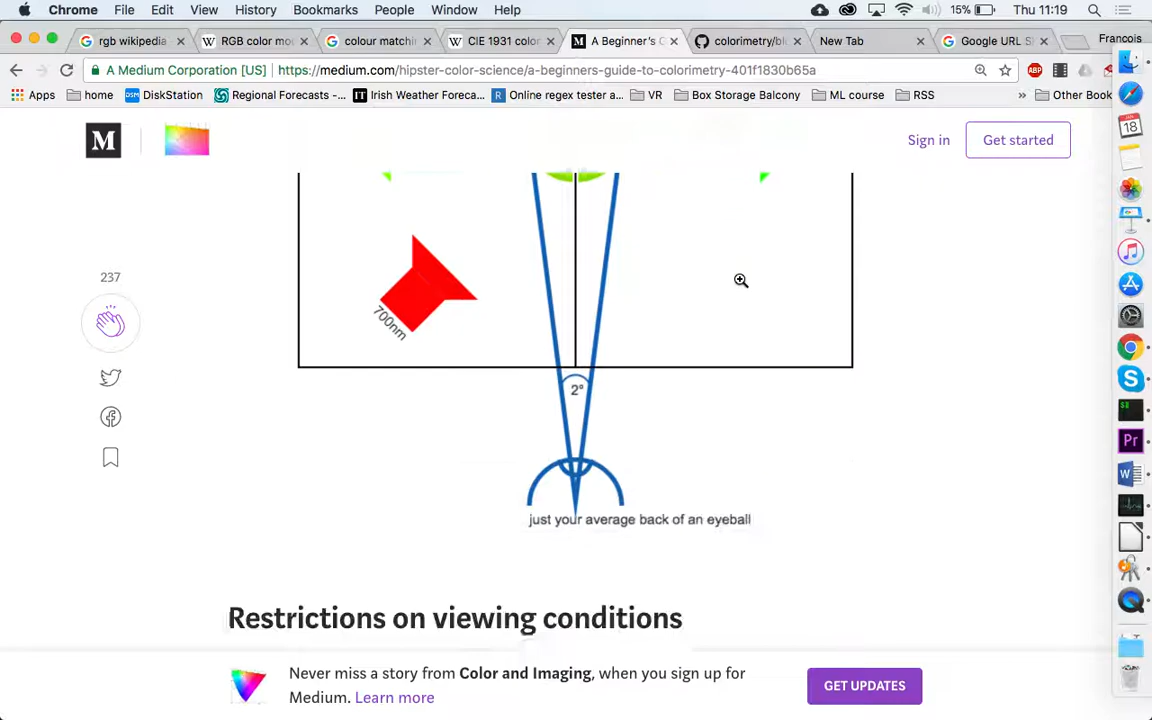 Chrome File Edit View History Bookmarks People Window Help 15% Thu 11:19
rgb wikipedia RGB color mo colour matchi CIE 1931 colo A Beginner's G colorimetry/bl New Tab Google URL Sh Francois
A Medium Corporation [US] https://medium.com/hipster-color-science/a-beginners-guide-to-colorimetry-401f1830b65a
Apps home DiskStation Regional Forecasts -... Irish Weather Foreca... Online regex tester a... VR Box Storage Balcony ML course RSS » Other Book
M Sign in Get started
237
700nm
2°
just your average back of an eyeball
Restrictions on viewing conditions
Never miss a story from Color and Imaging, when you sign up for
Medium. Learn more
GET UPDATES